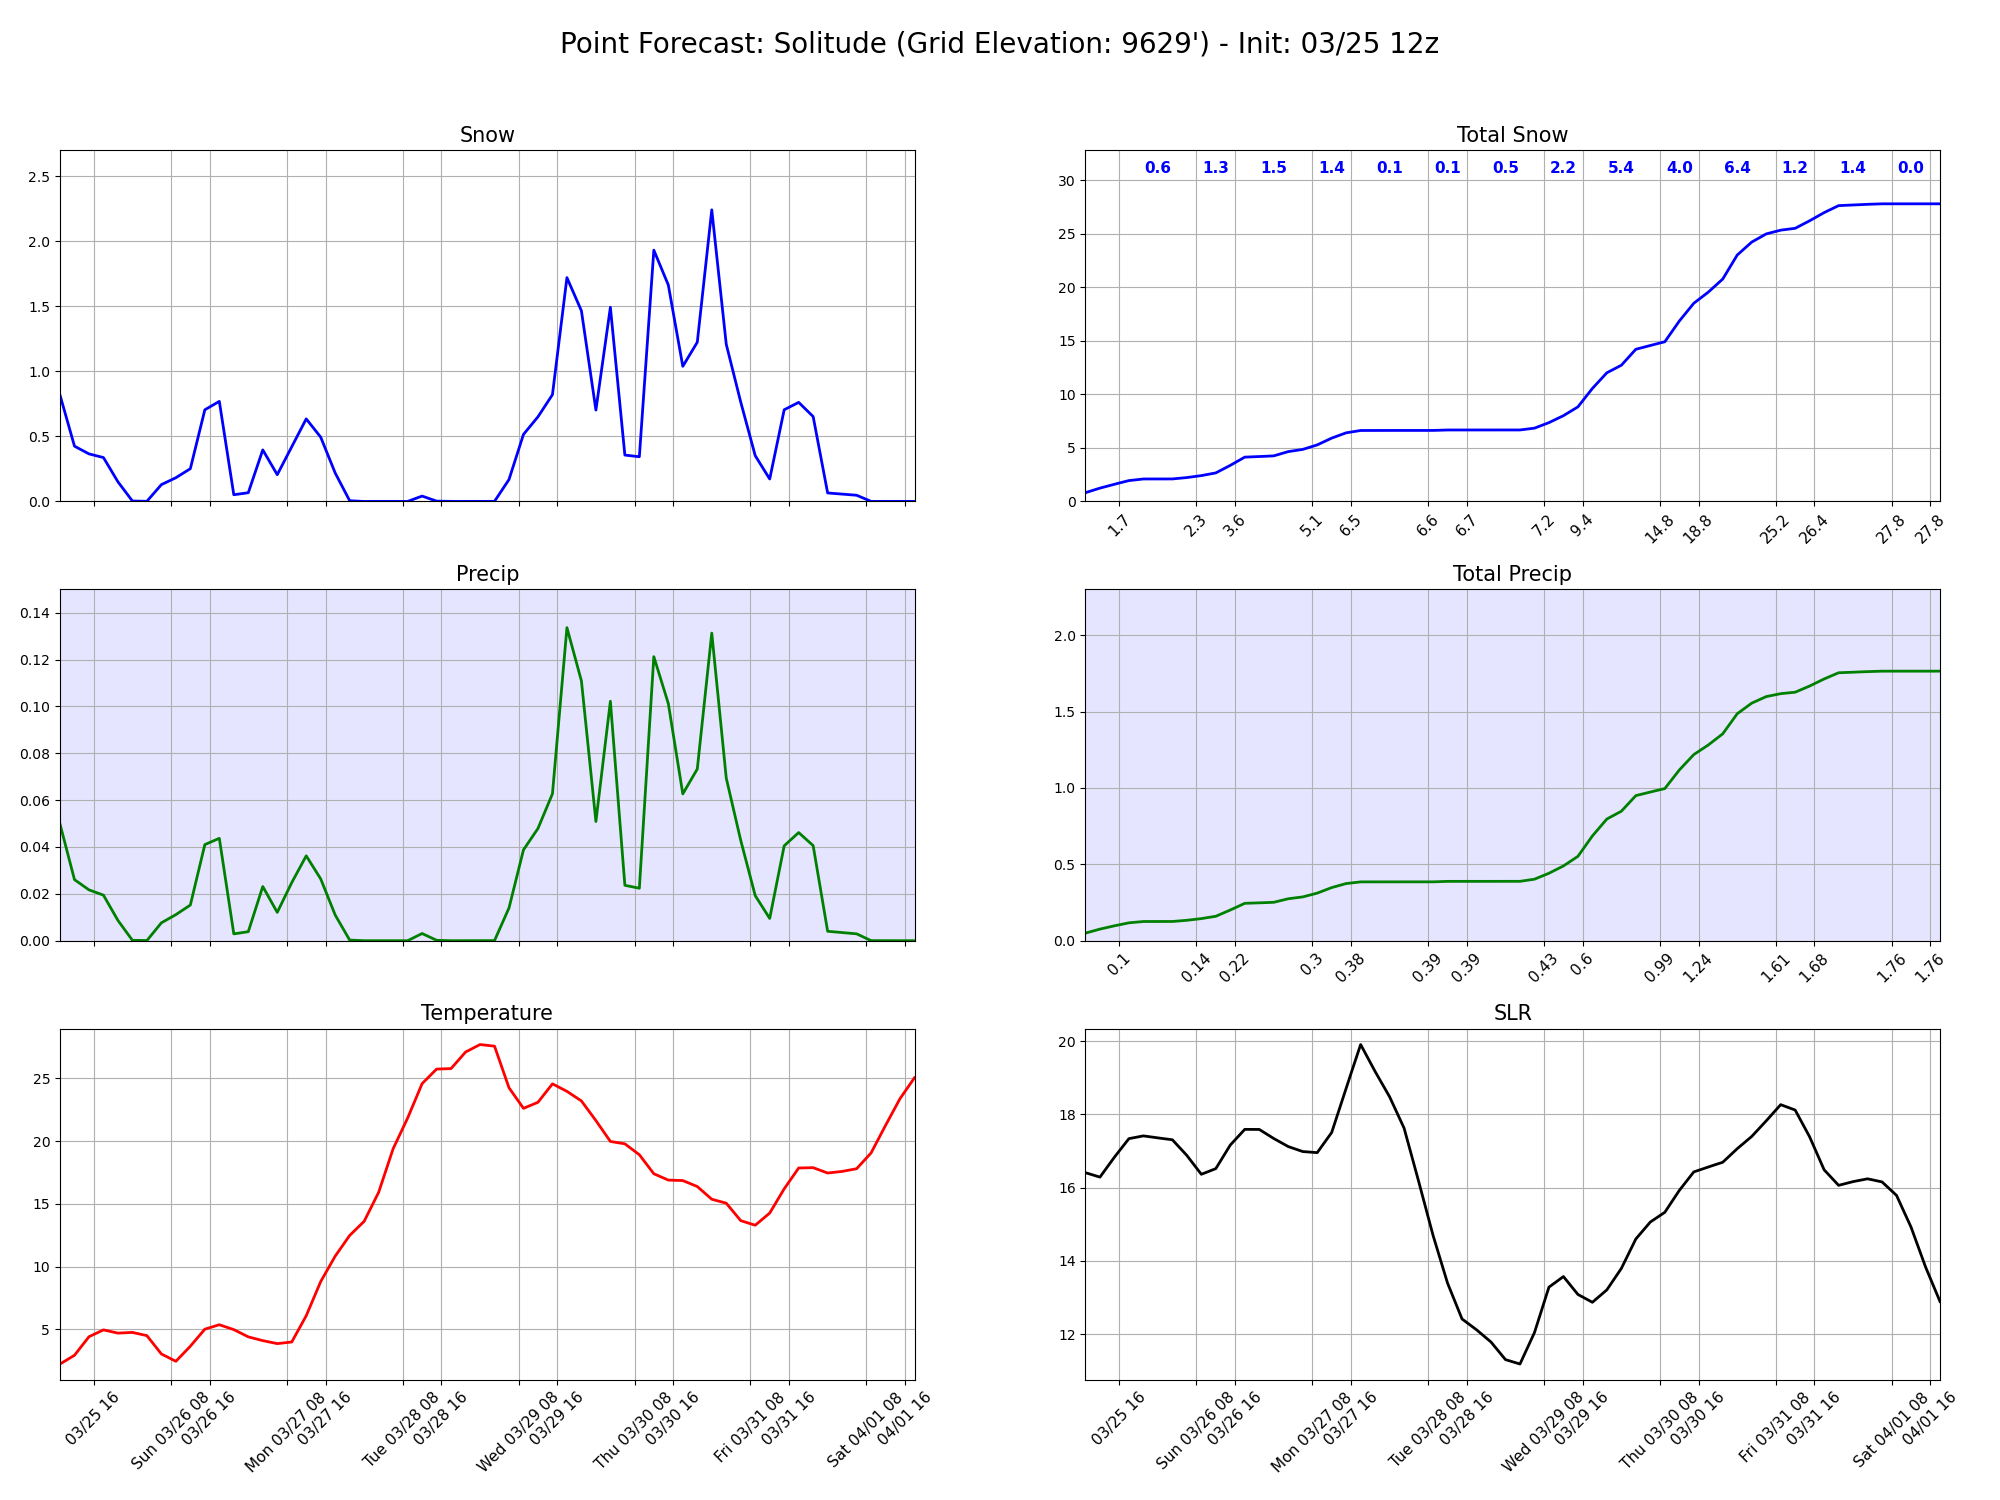 Point Forecast: Solitude (Grid Elevation: 9629') - Init: 03/25 12z
Snow
2.5
2.0
1.5
1.0
0.5
0.0
Total Snow
0.6 1.3 1.5 1.4 0.1 0.1 0.5 2.2 5.4 4.0 6.4 1.2 1.4 0.0
30
25
20
15
10
5
0
1.7 2.3 3.6 5.1 6.5 6.6 6.7 7.2 9.4 14.8 18.8 25.2 26.4 27.8 27.8
Precip
0.14
0.12
0.10
0.08
0.06
0.04
0.02
0.00
Total Precip
2.0
1.5
1.0
0.5
0.0
0.1 0.14 0.22 0.3 0.38 0.39 0.39 0.43 0.6 0.99 1.24 1.61 1.68 1.76 1.76
Temperature
25
20
15
10
5
03/25 16
Sun 03/26 08
03/26 16
Mon 03/27 08
03/27 16
Tue 03/28 08
03/28 16
Wed 03/29 08
03/29 16
Thu 03/30 08
03/30 16
Fri 03/31 08
03/31 16
Sat 04/01 08
04/01 16
SLR
20
18
16
14
12
03/25 16
Sun 03/26 08
03/26 16
Mon 03/27 08
03/27 16
Tue 03/28 08
03/28 16
Wed 03/29 08
03/29 16
Thu 03/30 08
03/30 16
Fri 03/31 08
03/31 16
Sat 04/01 08
04/01 16